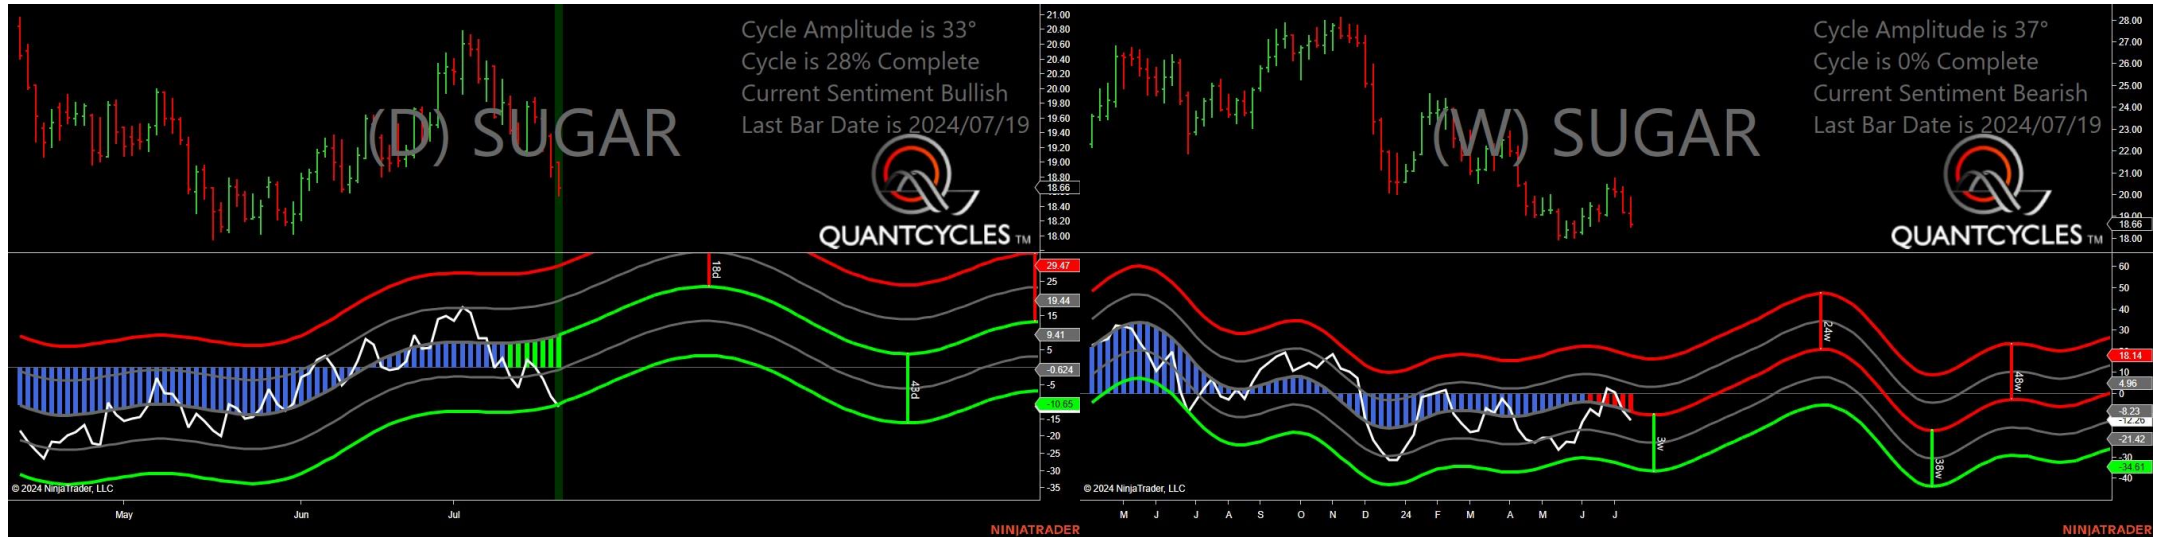 Cycle Amplitude is 33°
Cycle is 28% Complete
Current Sentiment Bullish
Last Bar Date is 2024/07/19
(D) SUGAR
QUANTCYCLES TM
21.00
20.80
20.60
20.40
20.20
20.00
19.80
19.60
19.40
19.20
19.00
18.80
18.66
18.40
18.20
18.00
18d
43d
29.47
25
19.44
15
9.41
5
-0.624
-5
-10.65
-15
-20
-25
-30
-35
© 2024 NinjaTrader, LLC
May Jun Jul
NINJATRADER
Cycle Amplitude is 37°
Cycle is 0% Complete
Current Sentiment Bearish
Last Bar Date is 2024/07/19
(W) SUGAR
QUANTCYCLES TM
28.00
27.00
26.00
25.00
24.00
23.00
22.00
21.00
20.00
19.00
18.66
18.00
3w
24w
38w
48w
60
50
40
30
18.14
10
4.96
0
-8.23
-12.26
-21.42
-30
-34.61
-40
© 2024 NinjaTrader, LLC
M J J A S O N D 24 F M A M J J
NINJATRADER